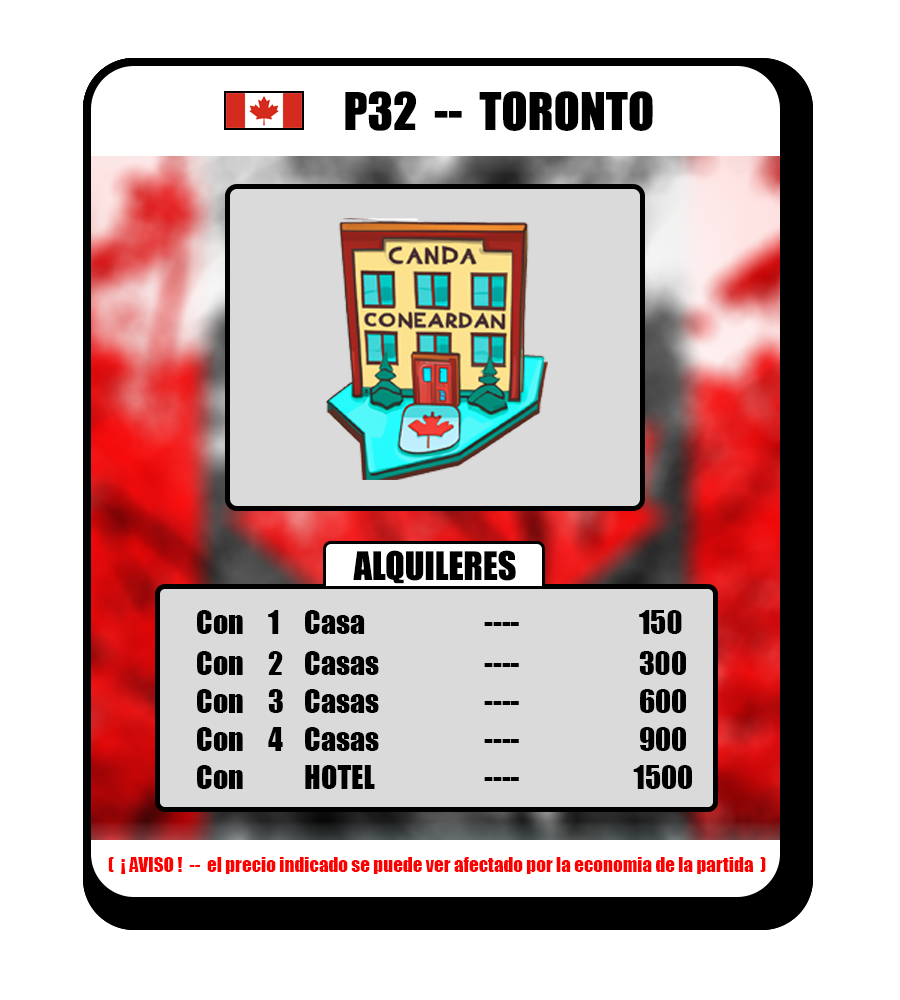 P32 -- TORONTO
CANDA
CONEARDAN
ALQUILERES
Con 1 Casa ---- 150
Con 2 Casas ---- 300
Con 3 Casas ---- 600
Con 4 Casas ---- 900
Con HOTEL ---- 1500
( ¡ AVISO ! -- el precio indicado se puede ver afectado por la economia de la partida )